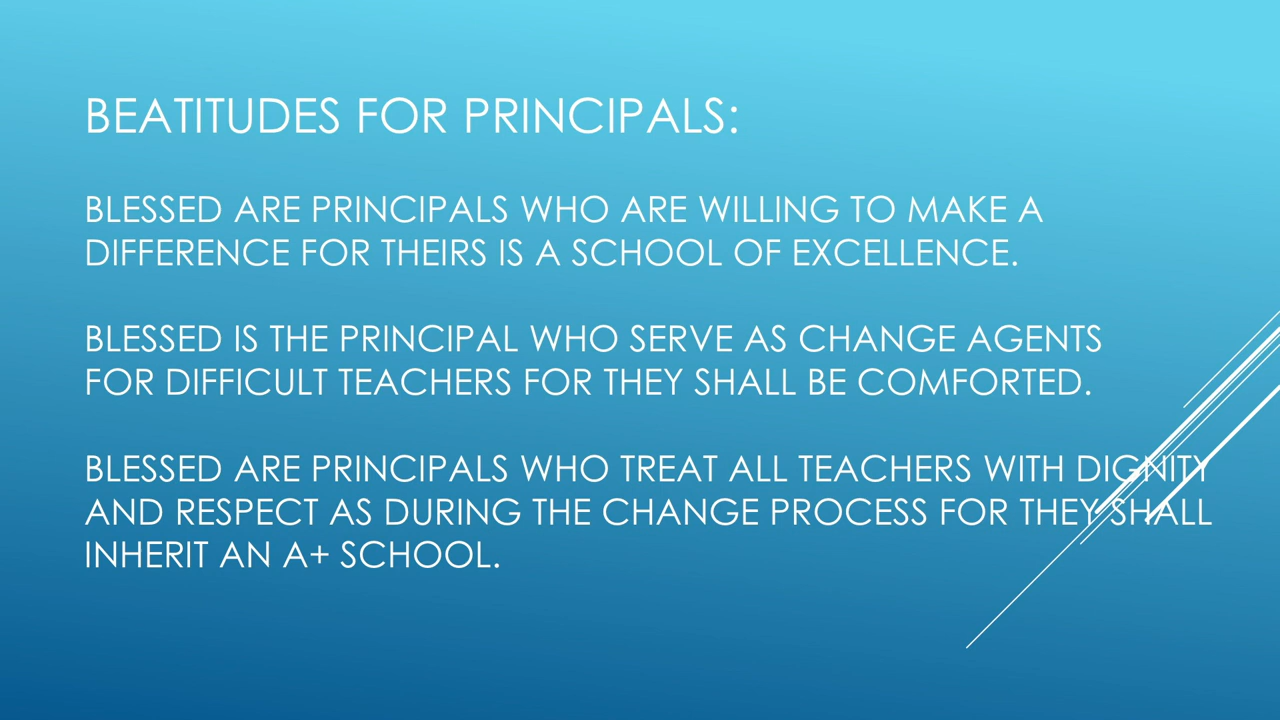 BEATITUDES FOR PRINCIPALS:
BLESSED ARE PRINCIPALS WHO ARE WILLING TO MAKE A
DIFFERENCE FOR THEIRS IS A SCHOOL OF EXCELLENCE.
BLESSED IS THE PRINCIPAL WHO SERVE AS CHANGE AGENTS
FOR DIFFICULT TEACHERS FOR THEY SHALL BE COMFORTED.
BLESSED ARE PRINCIPALS WHO TREAT ALL TEACHERS WITH DIGNITY
AND RESPECT AS DURING THE CHANGE PROCESS FOR THEY SHALL
INHERIT AN A+ SCHOOL.